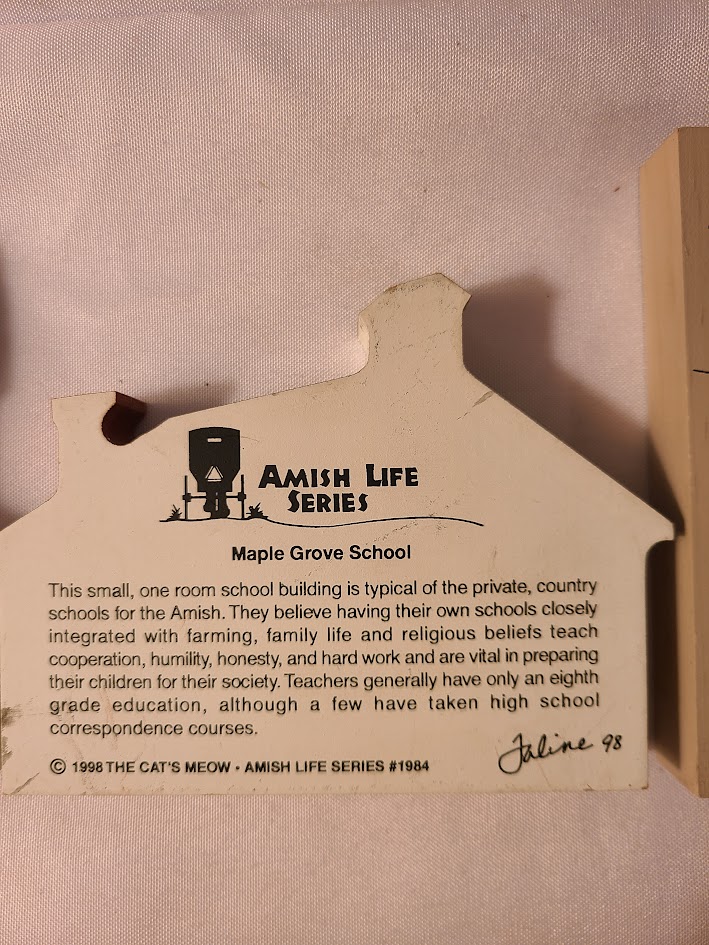 AMISH LIFE
SERIES
Maple Grove School
This small, one room school building is typical of the private, country
schools for the Amish. They believe having their own schools closely
integrated with farming, family life and religious beliefs teach
cooperation, humility, honesty, and hard work and are vital in preparing
their children for their society. Teachers generally have only an eighth
grade education, although a few have taken high school
correspondence courses.
Faline 98
© 1998 THE CAT'S MEOW • AMISH LIFE SERIES #1984